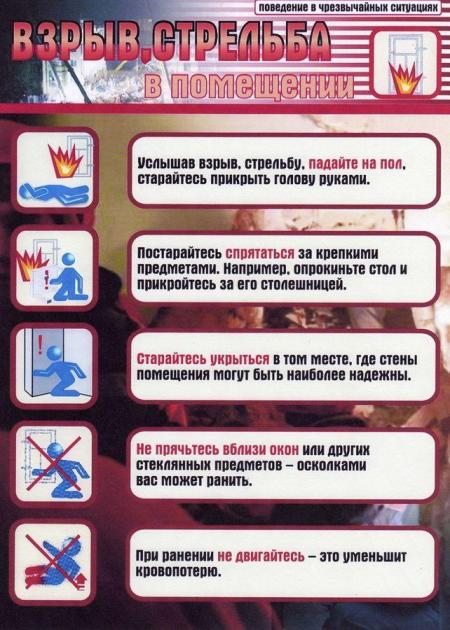 поведение в чрезвычайных ситуациях
ВЗРЫВ, СТРЕЛЬБА
в помещении
Услышав взрыв, стрельбу, падайте на пол,
старайтесь прикрыть голову руками.
Постарайтесь спрятаться за крепкими
предметами. Например, опрокиньте стол и
прикройтесь за его столешницей.
Старайтесь укрыться в том месте, где стены
помещения могут быть наиболее надежны.
Не прячьтесь вблизи окон или других
стеклянных предметов – осколками
вас может ранить.
При ранении не двигайтесь – это уменьшит
кровопотерю.